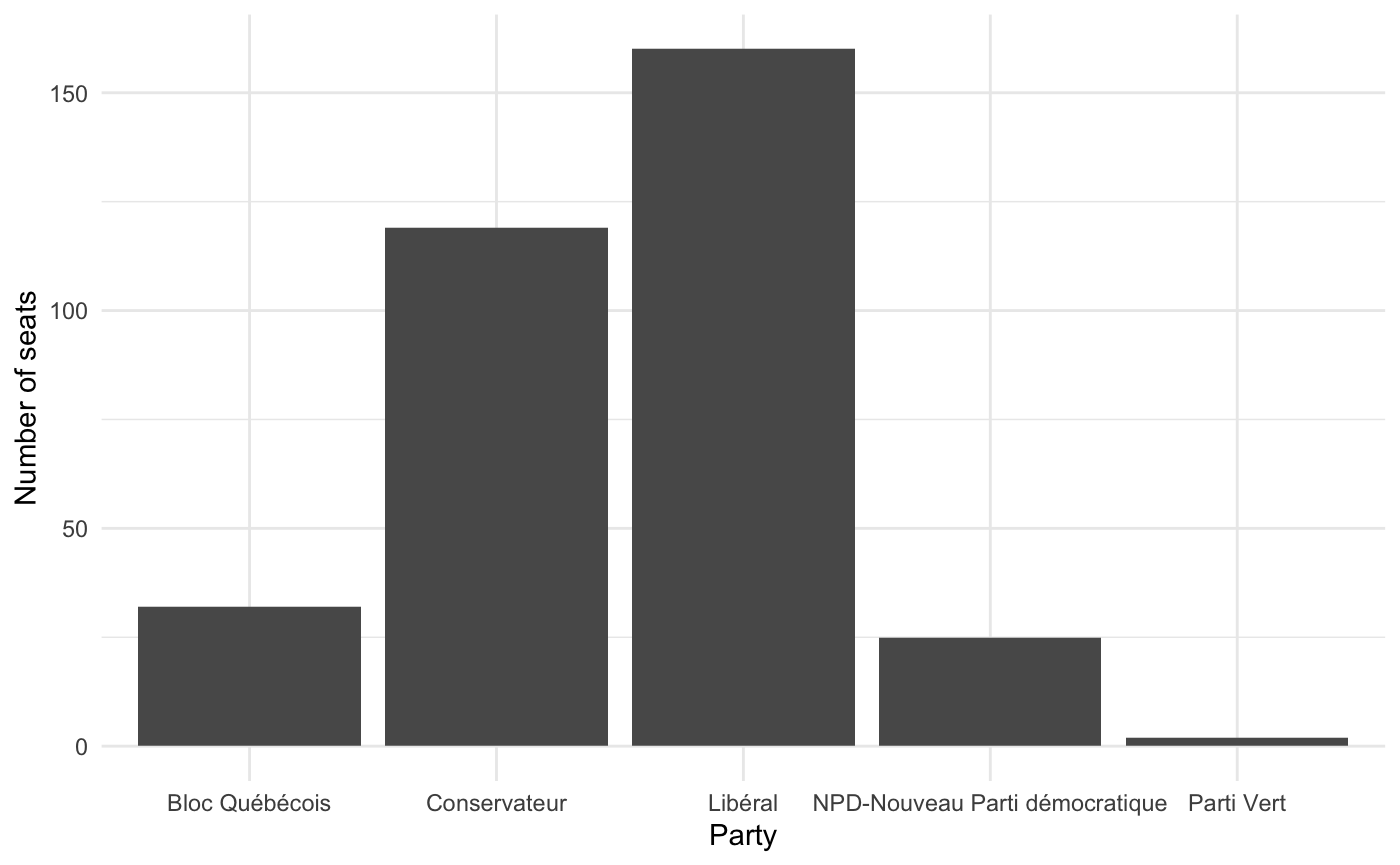 150
100
50
0
Number of seats
Bloc Québécois Conservateur Libéral NPD-Nouveau Parti démocratique Parti Vert
Party